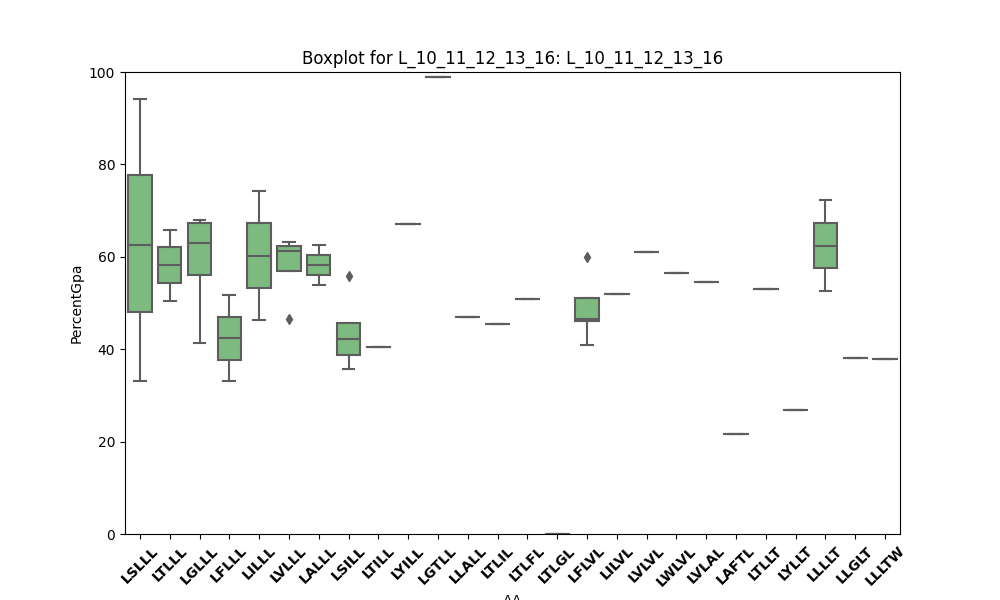 Boxplot for L_10_11_12_13_16: L_10_11_12_13_16
PercentGpa
100
80
60
40
20
0
LSLLL
LTLLL
LGLLL
LFLLL
LILLL
LVLLL
LALLL
LSILL
LTILL
LYILL
LGTLL
LLALL
LTLIL
LTLFL
LTLGL
LFLVL
LILVL
LVLVL
LWLVL
LVLAL
LAFTL
LTLLT
LYLLT
LLLLT
LLGLT
LLLTW
AA